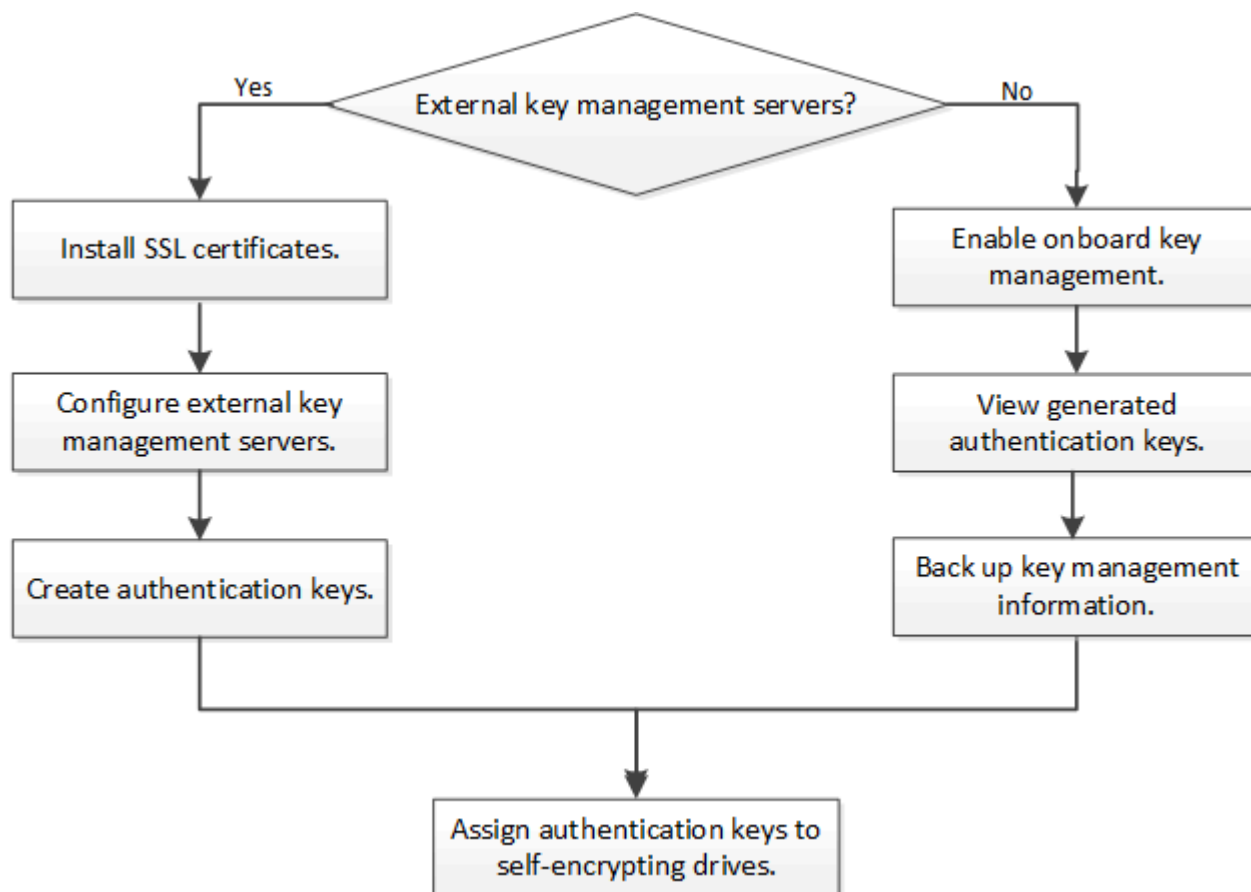 External key management servers?
Yes
No
Install SSL certificates.
Configure external key
management servers.
Create authentication keys.
Enable onboard key
management.
View generated
authentication keys.
Back up key management
information.
Assign authentication keys to
self-encrypting drives.